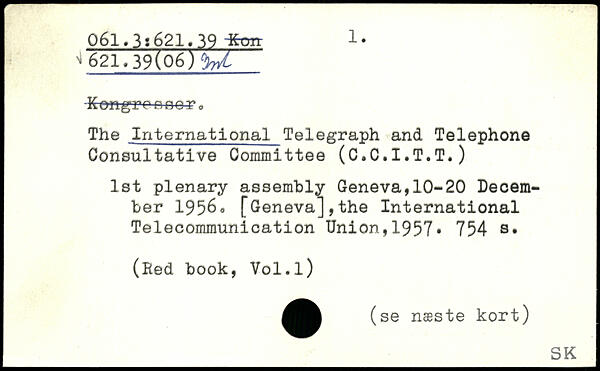 061.3:621.39 Kon 1.
√ 621.39(06) Int
Kongresser.
The International Telegraph and Telephone
Consultative Committee (C.C.I.T.T.)
1st plenary assembly Geneva,10-20 Decem-
ber 1956. [Geneva],the International
Telecommunication Union,1957. 754 s.
(Red book, Vol.1)
(se næste kort)
SK